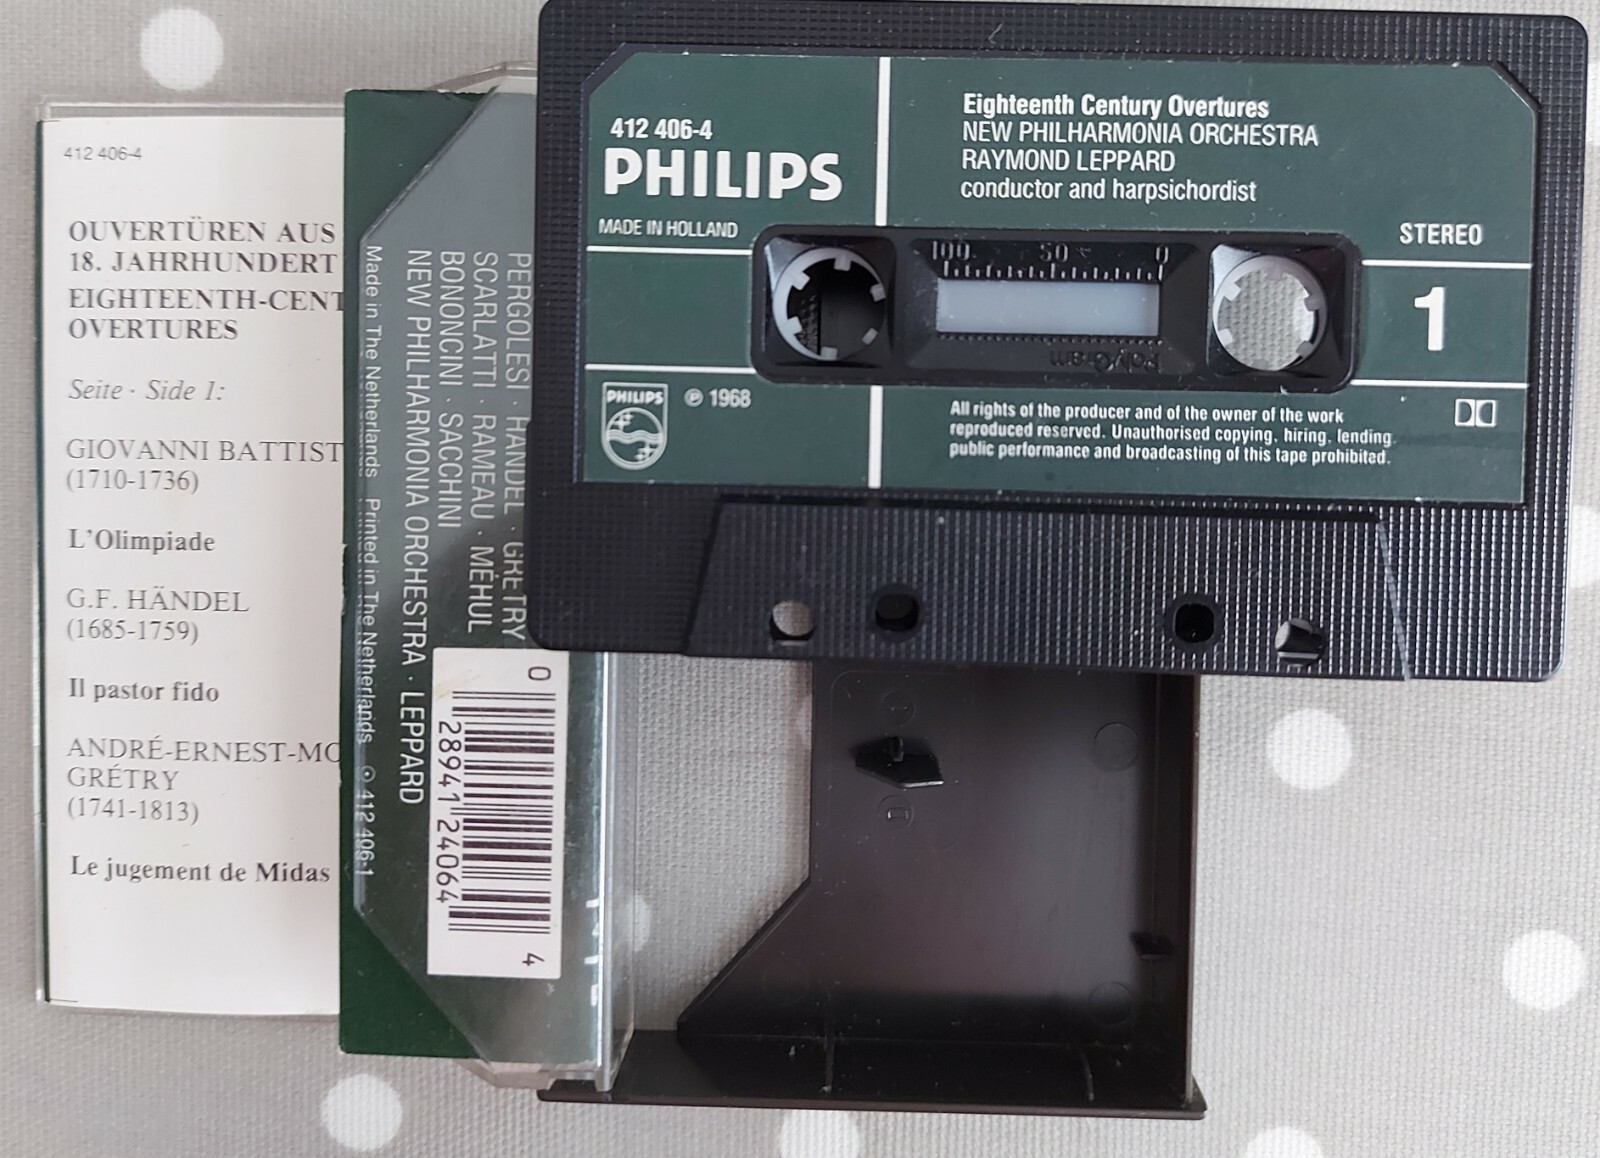 412 406-4
OUVERTÜREN AUS
18. JAHRHUNDERT
EIGHTEENTH-CENT
OVERTURES
Seite · Side 1:
GIOVANNI BATTIST
(1710-1736)
L'Olimpiade
G.F. HÄNDEL
(1685-1759)
Il pastor fido
ANDRÉ-ERNEST-MO
GRÉTRY
(1741-1813)
Le jugement de Midas
PERGOLESI · HANDEL · GRÉTRY
SCARLATTI · RAMEAU · MÉHUL
BONONCINI · SACCHINI
NEW PHILHARMONIA ORCHESTRA · LEPPARD
Made in The Netherlands Printed in The Netherlands © 412 406-1
0 28941 24064 4
412 406-4
PHILIPS
MADE IN HOLLAND
Eighteenth Century Overtures
NEW PHILHARMONIA ORCHESTRA
RAYMOND LEPPARD
conductor and harpsichordist
STEREO
100 50 0
PolyGram
1
PHILIPS
℗ 1968
All rights of the producer and of the owner of the work
reproduced reserved. Unauthorised copying, hiring, lending
public performance and broadcasting of this tape prohibited.